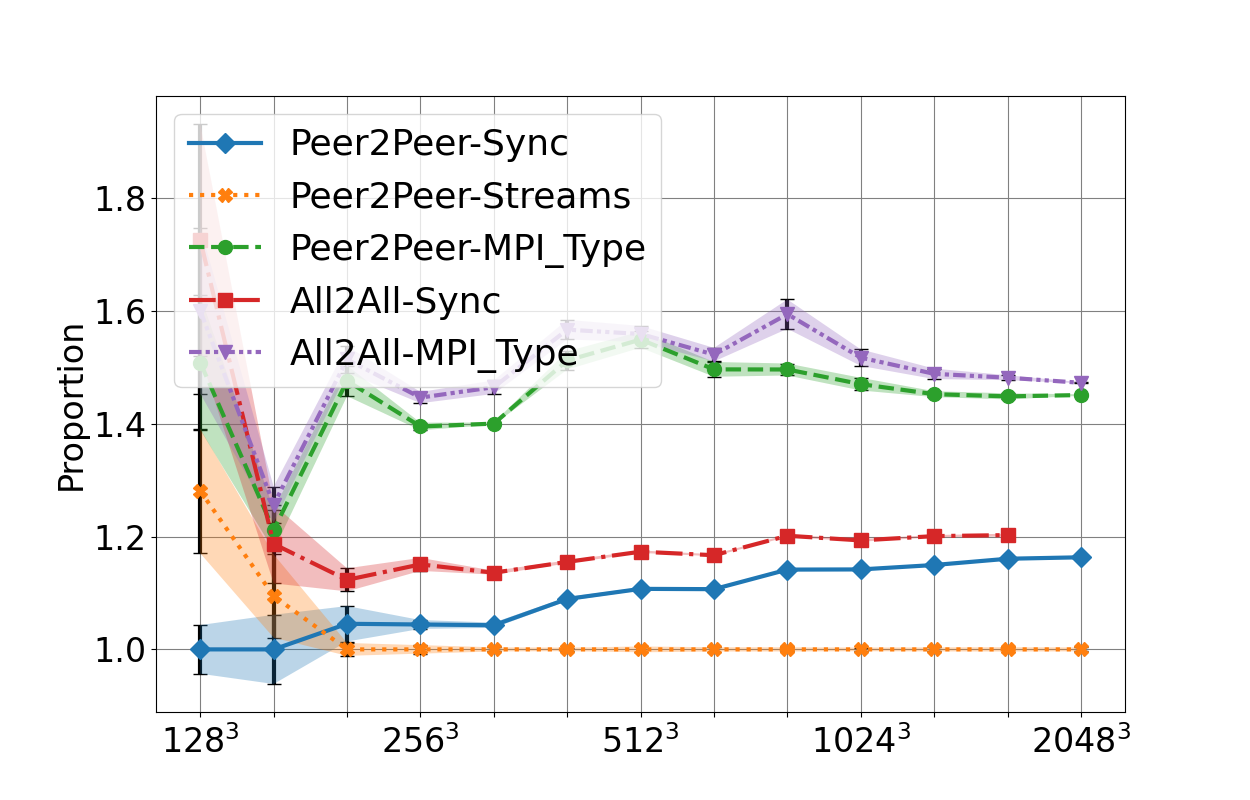 Peer2Peer-Sync
Peer2Peer-Streams
Peer2Peer-MPI_Type
All2All-Sync
All2All-MPI_Type
Proportion
1.8
1.6
1.4
1.2
1.0
128³ 256³ 512³ 1024³ 2048³